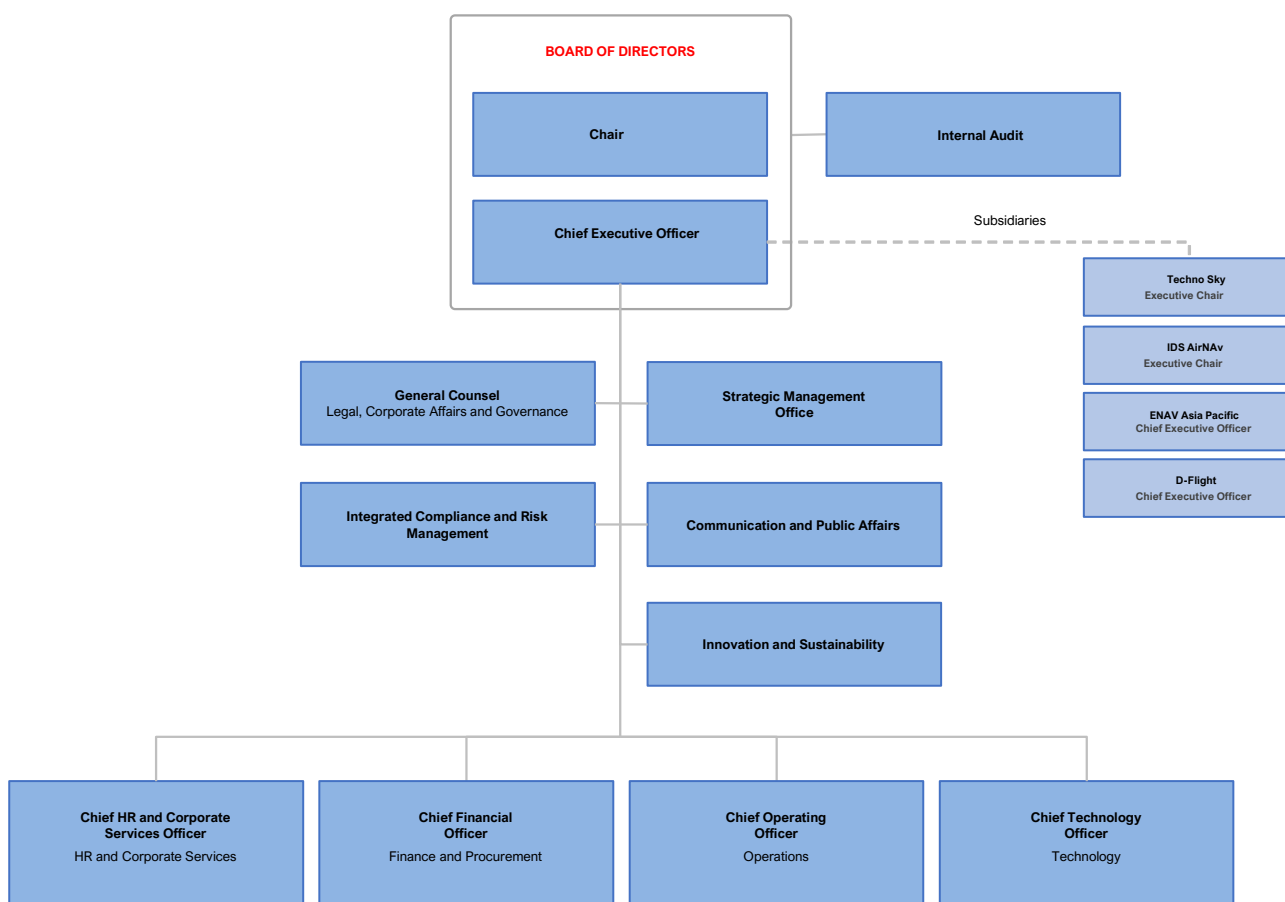 BOARD OF DIRECTORS
Chair
Internal Audit
Chief Executive Officer
Subsidiaries
Techno Sky
Executive Chair
IDS AirNAv
Executive Chair
ENAV Asia Pacific
Chief Executive Officer
D-Flight
Chief Executive Officer
General Counsel
Legal, Corporate Affairs and Governance
Strategic Management
Office
Integrated Compliance and Risk
Management
Communication and Public Affairs
Innovation and Sustainability
Chief HR and Corporate
Services Officer
HR and Corporate Services
Chief Financial
Officer
Finance and Procurement
Chief Operating
Officer
Operations
Chief Technology
Officer
Technology